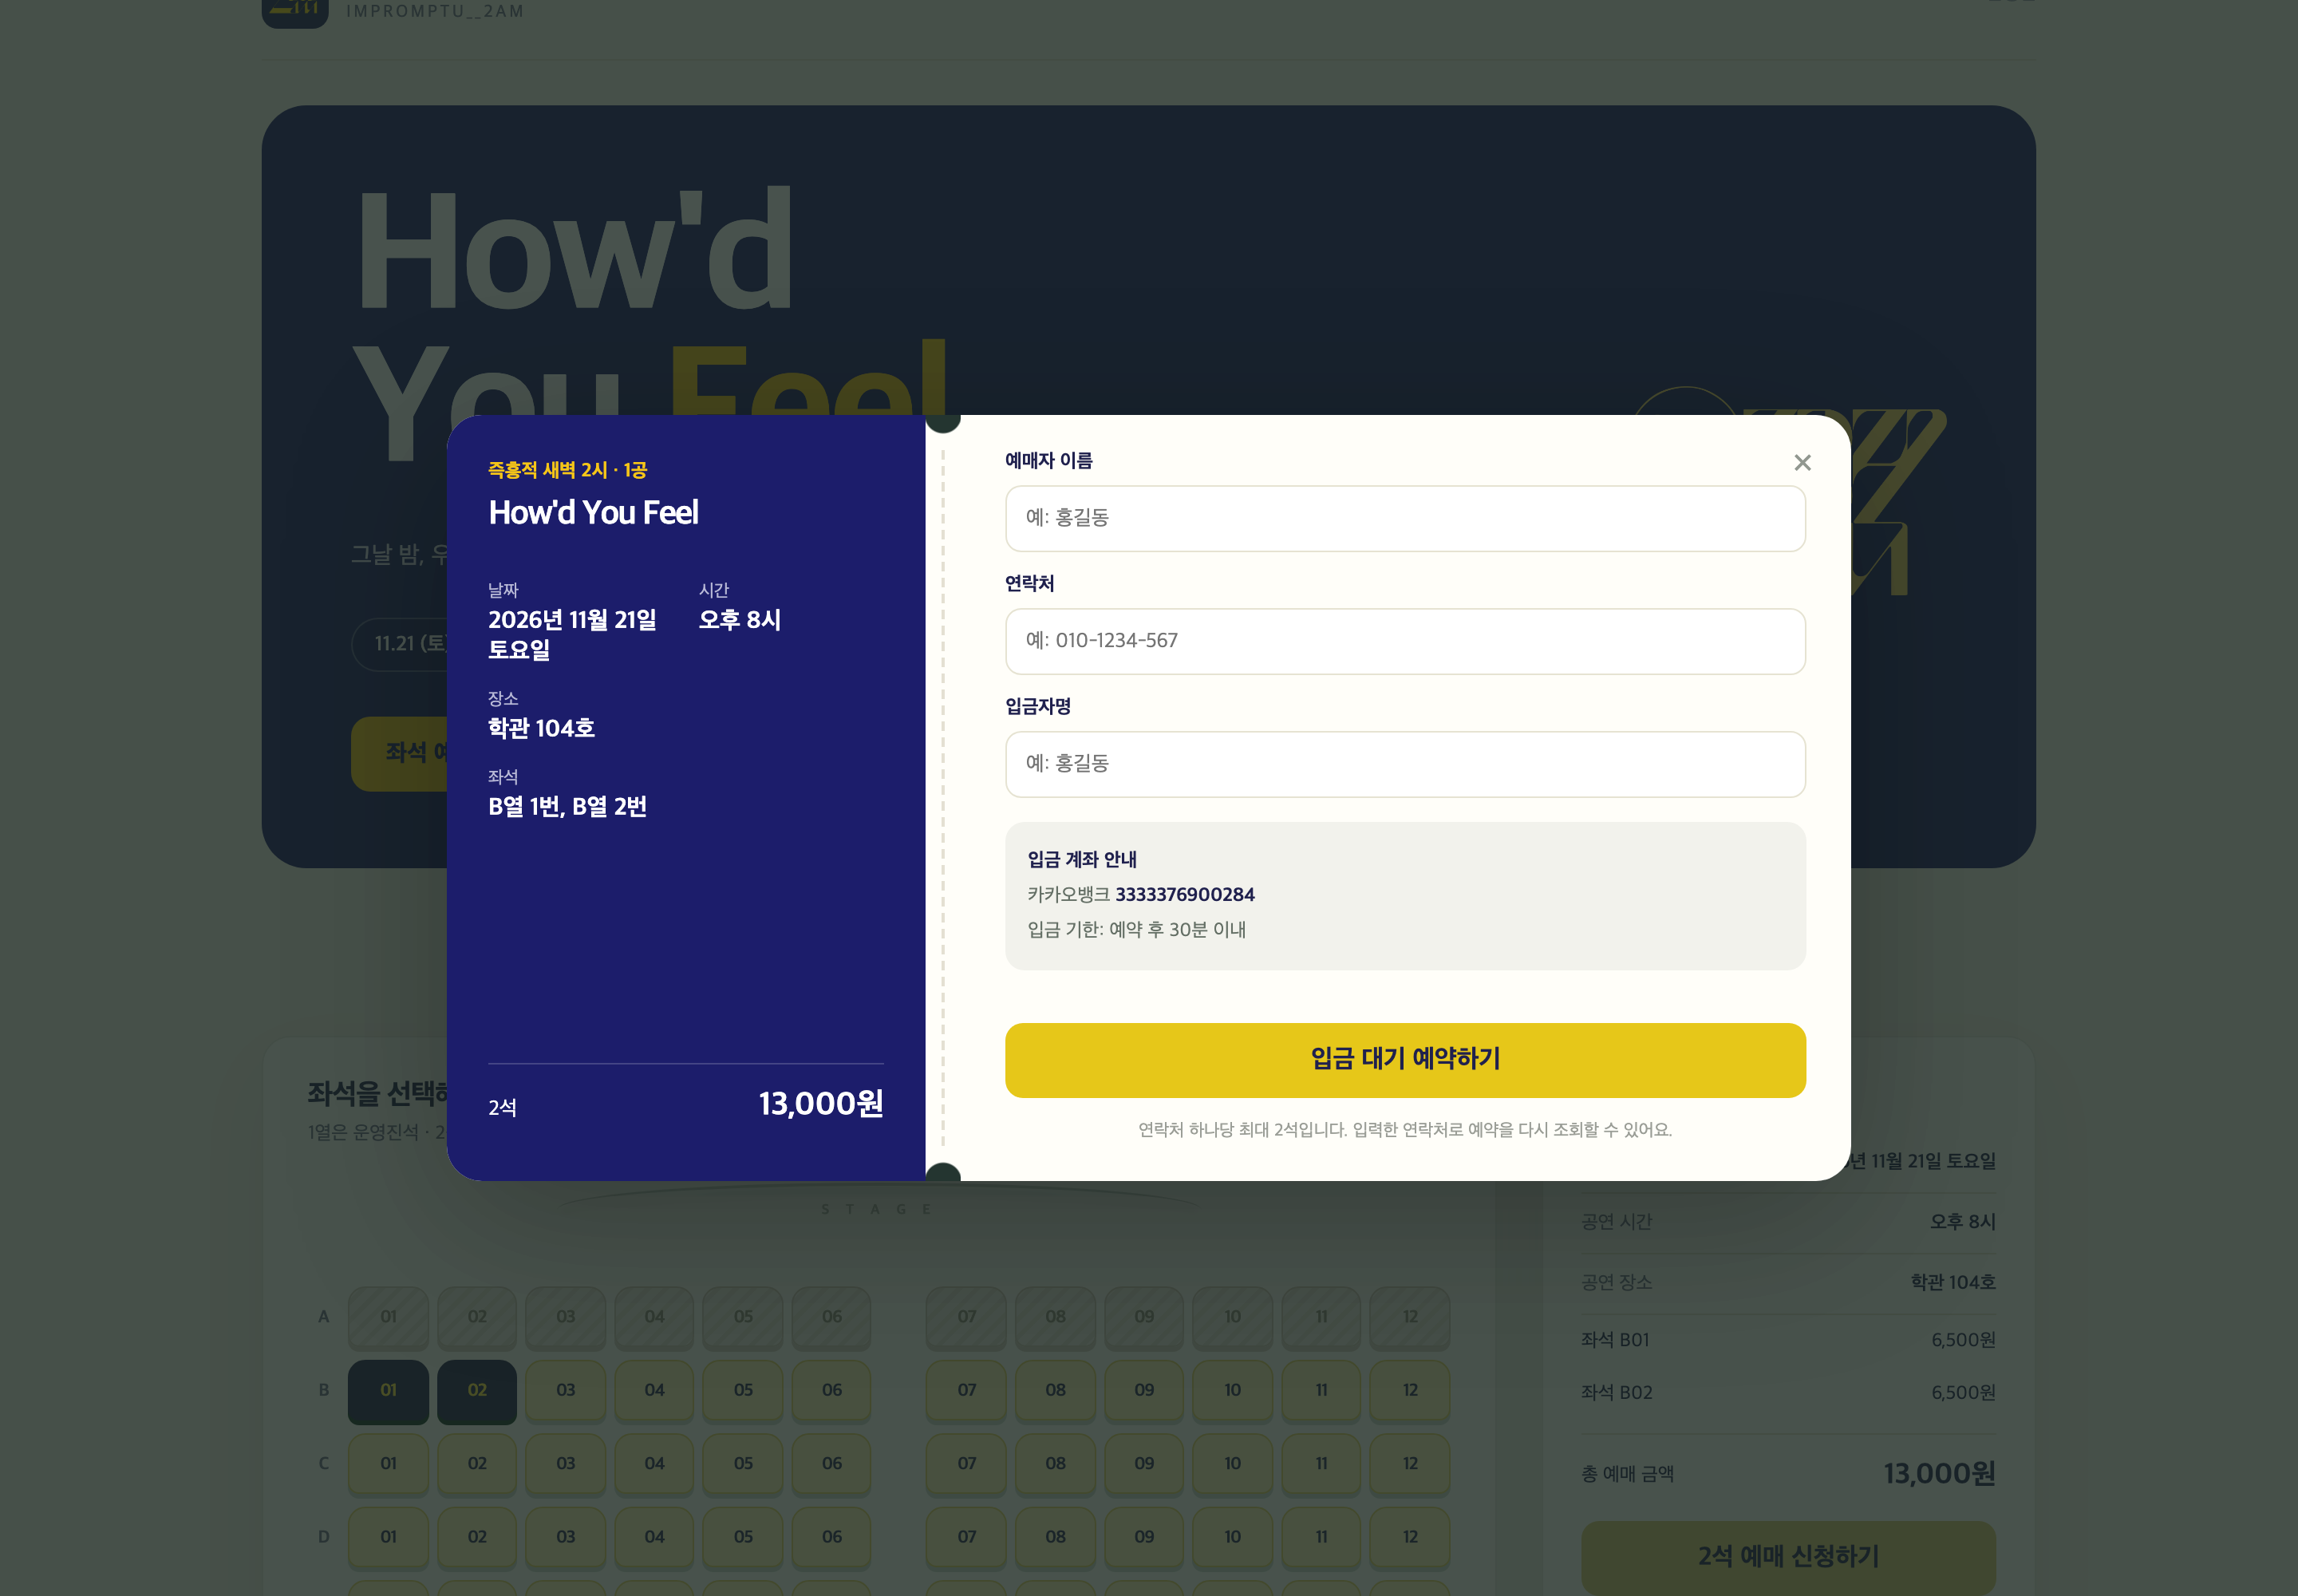 IMPROMPTU__2AM
How'd
You Feel
그날 밤, 우
11.21 (토)
좌석 예
즉흥적 새벽 2시 · 1공
How'd You Feel
날짜
시간
2026년 11월 21일
토요일
오후 8시
장소
학관 104호
좌석
B열 1번, B열 2번
2석
13,000원
×
예매자 이름
예: 홍길동
연락처
예: 010-1234-567
입금자명
예: 홍길동
입금 계좌 안내
카카오뱅크 3333376900284
입금 기한: 예약 후 30분 이내
입금 대기 예약하기
연락처 하나당 최대 2석입니다. 입력한 연락처로 예약을 다시 조회할 수 있어요.
좌석을 선택해
1열은 운영진석 · 2
STAGE
A 01 02 03 04 05 06 07 08 09 10 11 12
B 01 02 03 04 05 06 07 08 09 10 11 12
C 01 02 03 04 05 06 07 08 09 10 11 12
D 01 02 03 04 05 06 07 08 09 10 11 12
년 11월 21일 토요일
공연 시간
오후 8시
공연 장소
학관 104호
좌석 B01
6,500원
좌석 B02
6,500원
총 예매 금액
13,000원
2석 예매 신청하기